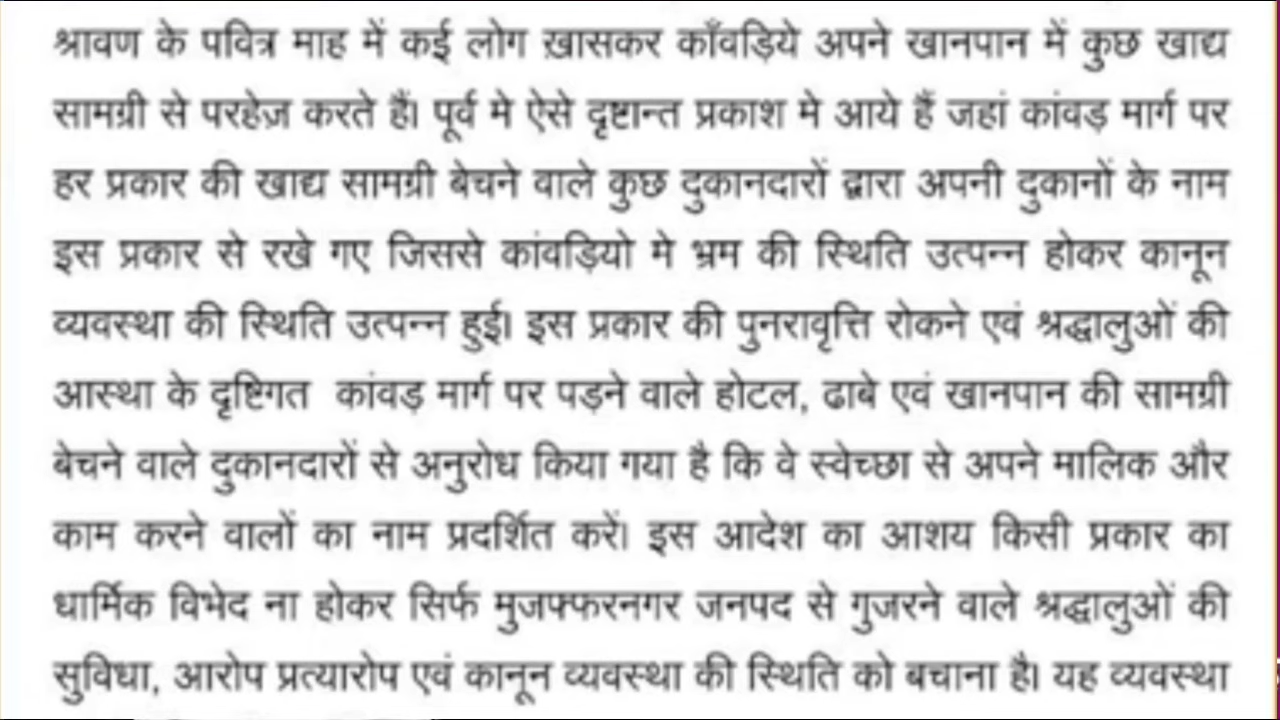 श्रावण के पवित्र माह में कई लोग ख़ासकर काँवड़िये अपने खानपान में कुछ खाद्य
सामग्री से परहेज़ करते हैं। पूर्व मे ऐसे दृष्टान्त प्रकाश मे आये हैं जहां कांवड़ मार्ग पर
हर प्रकार की खाद्य सामग्री बेचने वाले कुछ दुकानदारों द्वारा अपनी दुकानों के नाम
इस प्रकार से रखे गए जिससे कांवड़ियो मे भ्रम की स्थिति उत्पन्न होकर कानून
व्यवस्था की स्थिति उत्पन्न हुई। इस प्रकार की पुनरावृत्ति रोकने एवं श्रद्धालुओं की
आस्था के दृष्टिगत कांवड़ मार्ग पर पड़ने वाले होटल, ढाबे एवं खानपान की सामग्री
बेचने वाले दुकानदारों से अनुरोध किया गया है कि वे स्वेच्छा से अपने मालिक और
काम करने वालों का नाम प्रदर्शित करें। इस आदेश का आशय किसी प्रकार का
धार्मिक विभेद ना होकर सिर्फ मुजफ्फरनगर जनपद से गुजरने वाले श्रद्धालुओं की
सुविधा, आरोप प्रत्यारोप एवं कानून व्यवस्था की स्थिति को बचाना है। यह व्यवस्था